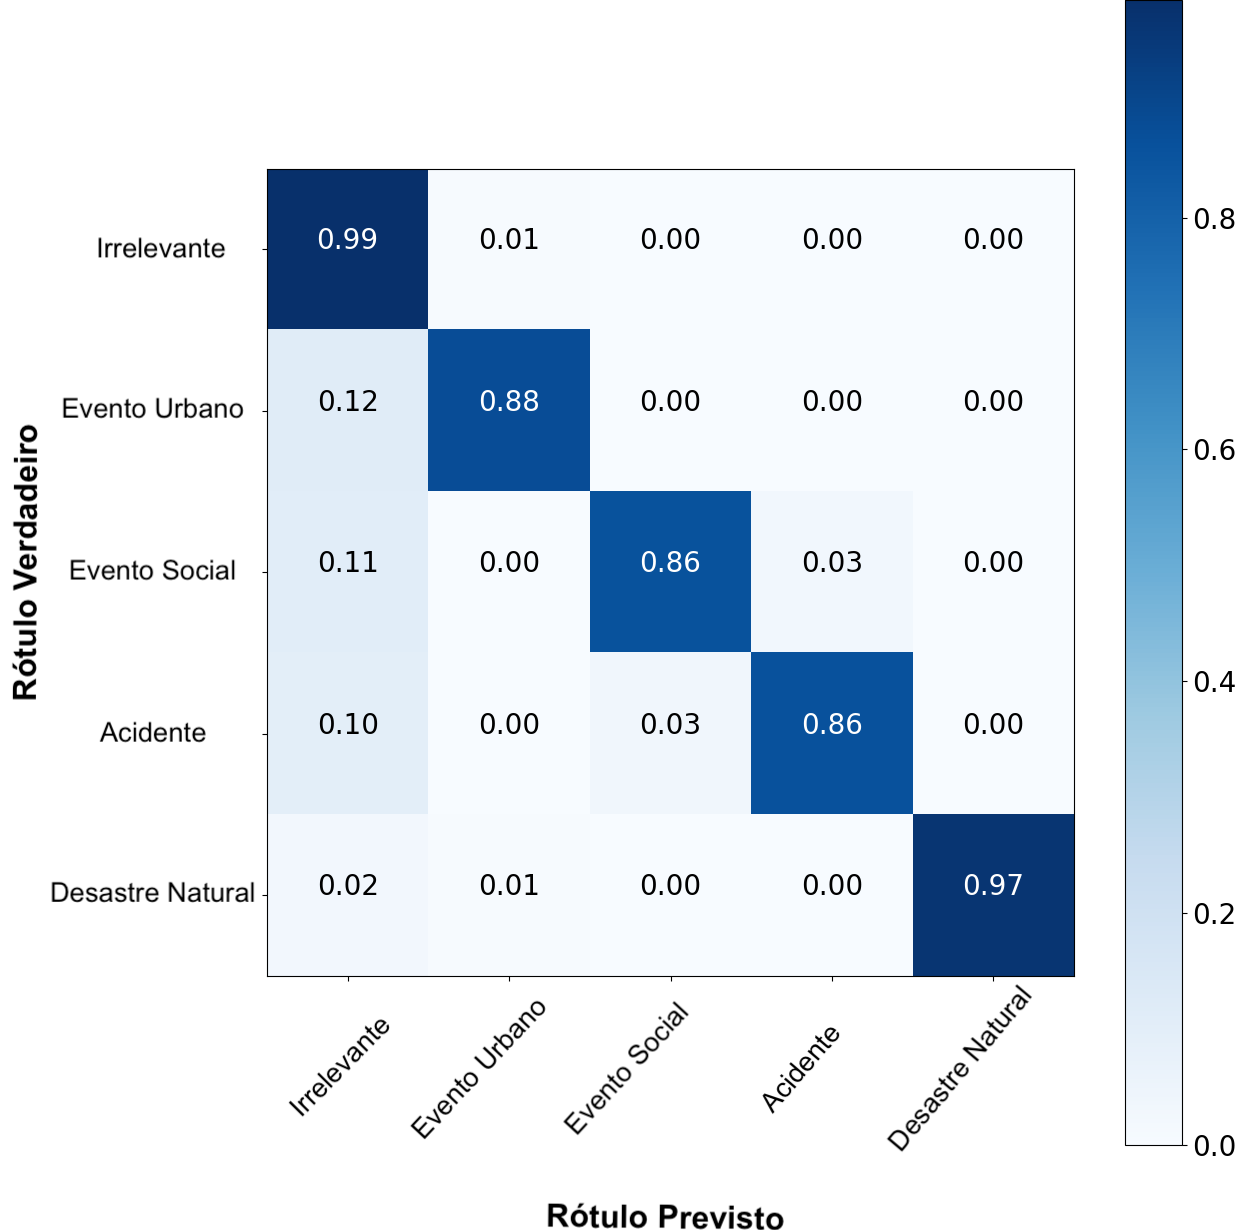 Rótulo Verdadeiro
Irrelevante 0.99 0.01 0.00 0.00 0.00
Evento Urbano 0.12 0.88 0.00 0.00 0.00
Evento Social 0.11 0.00 0.86 0.03 0.00
Acidente 0.10 0.00 0.03 0.86 0.00
Desastre Natural 0.02 0.01 0.00 0.00 0.97
Irrelevante Evento Urbano Evento Social Acidente Desastre Natural
Rótulo Previsto
0.8
0.6
0.4
0.2
0.0